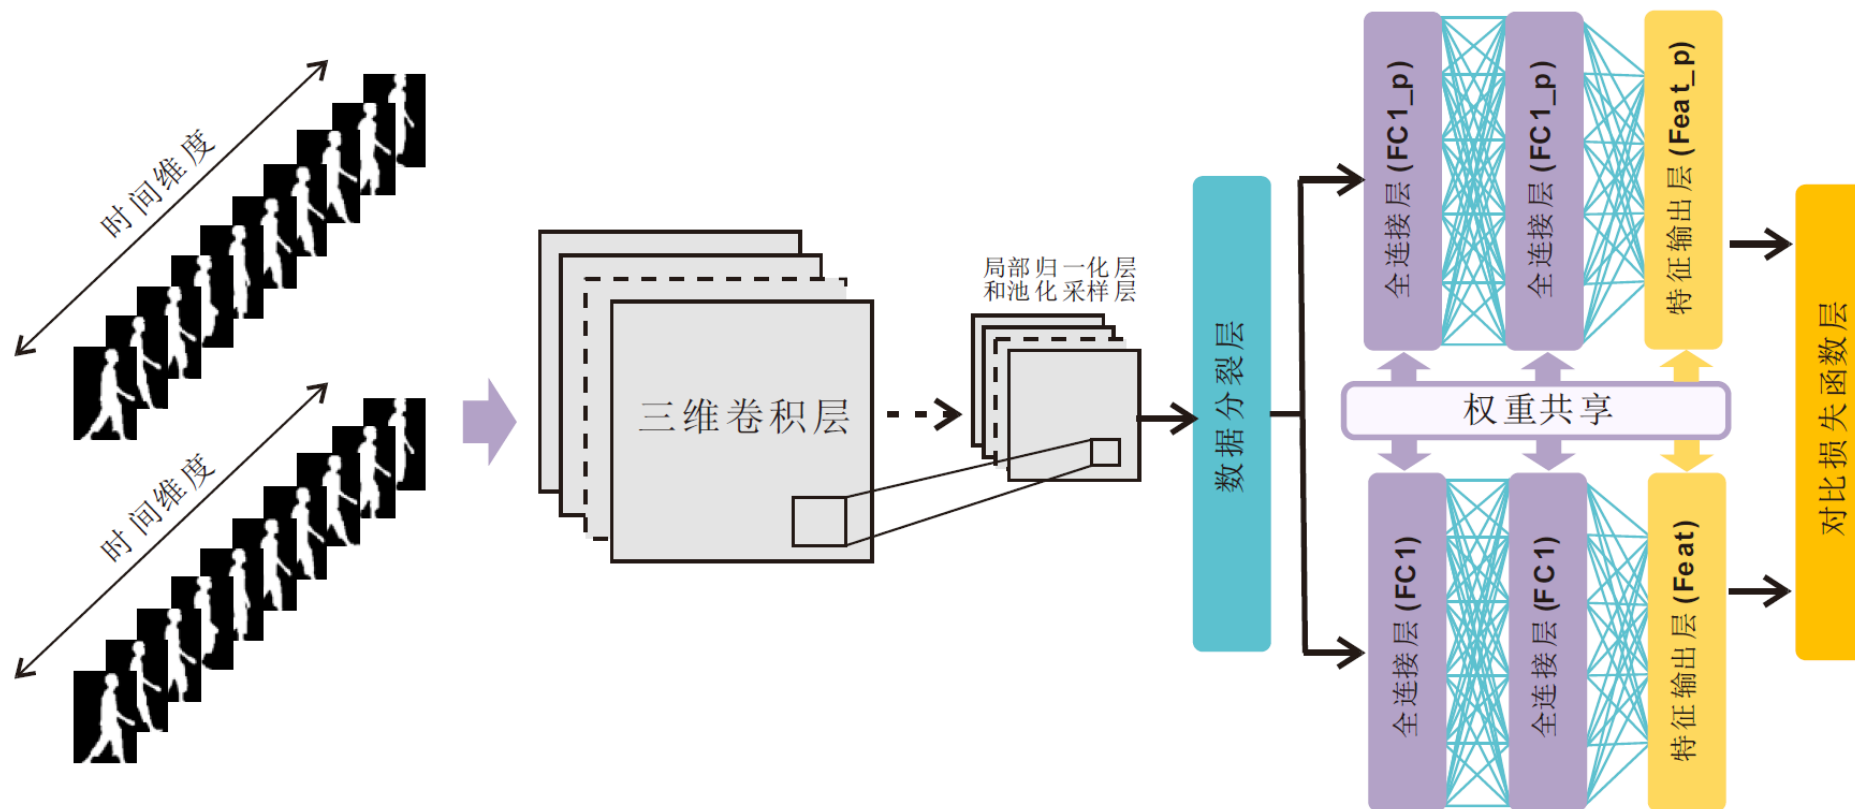 时间维度
时间维度
三维卷积层
局部归一化层
和池化采样层
数据分裂层
全连接层(FC1_p)
全连接层(FC1_p)
特征输出层(Feat_p)
权重共享
全连接层(FC1)
全连接层(FC1)
特征输出层(Feat)
对比损失函数层